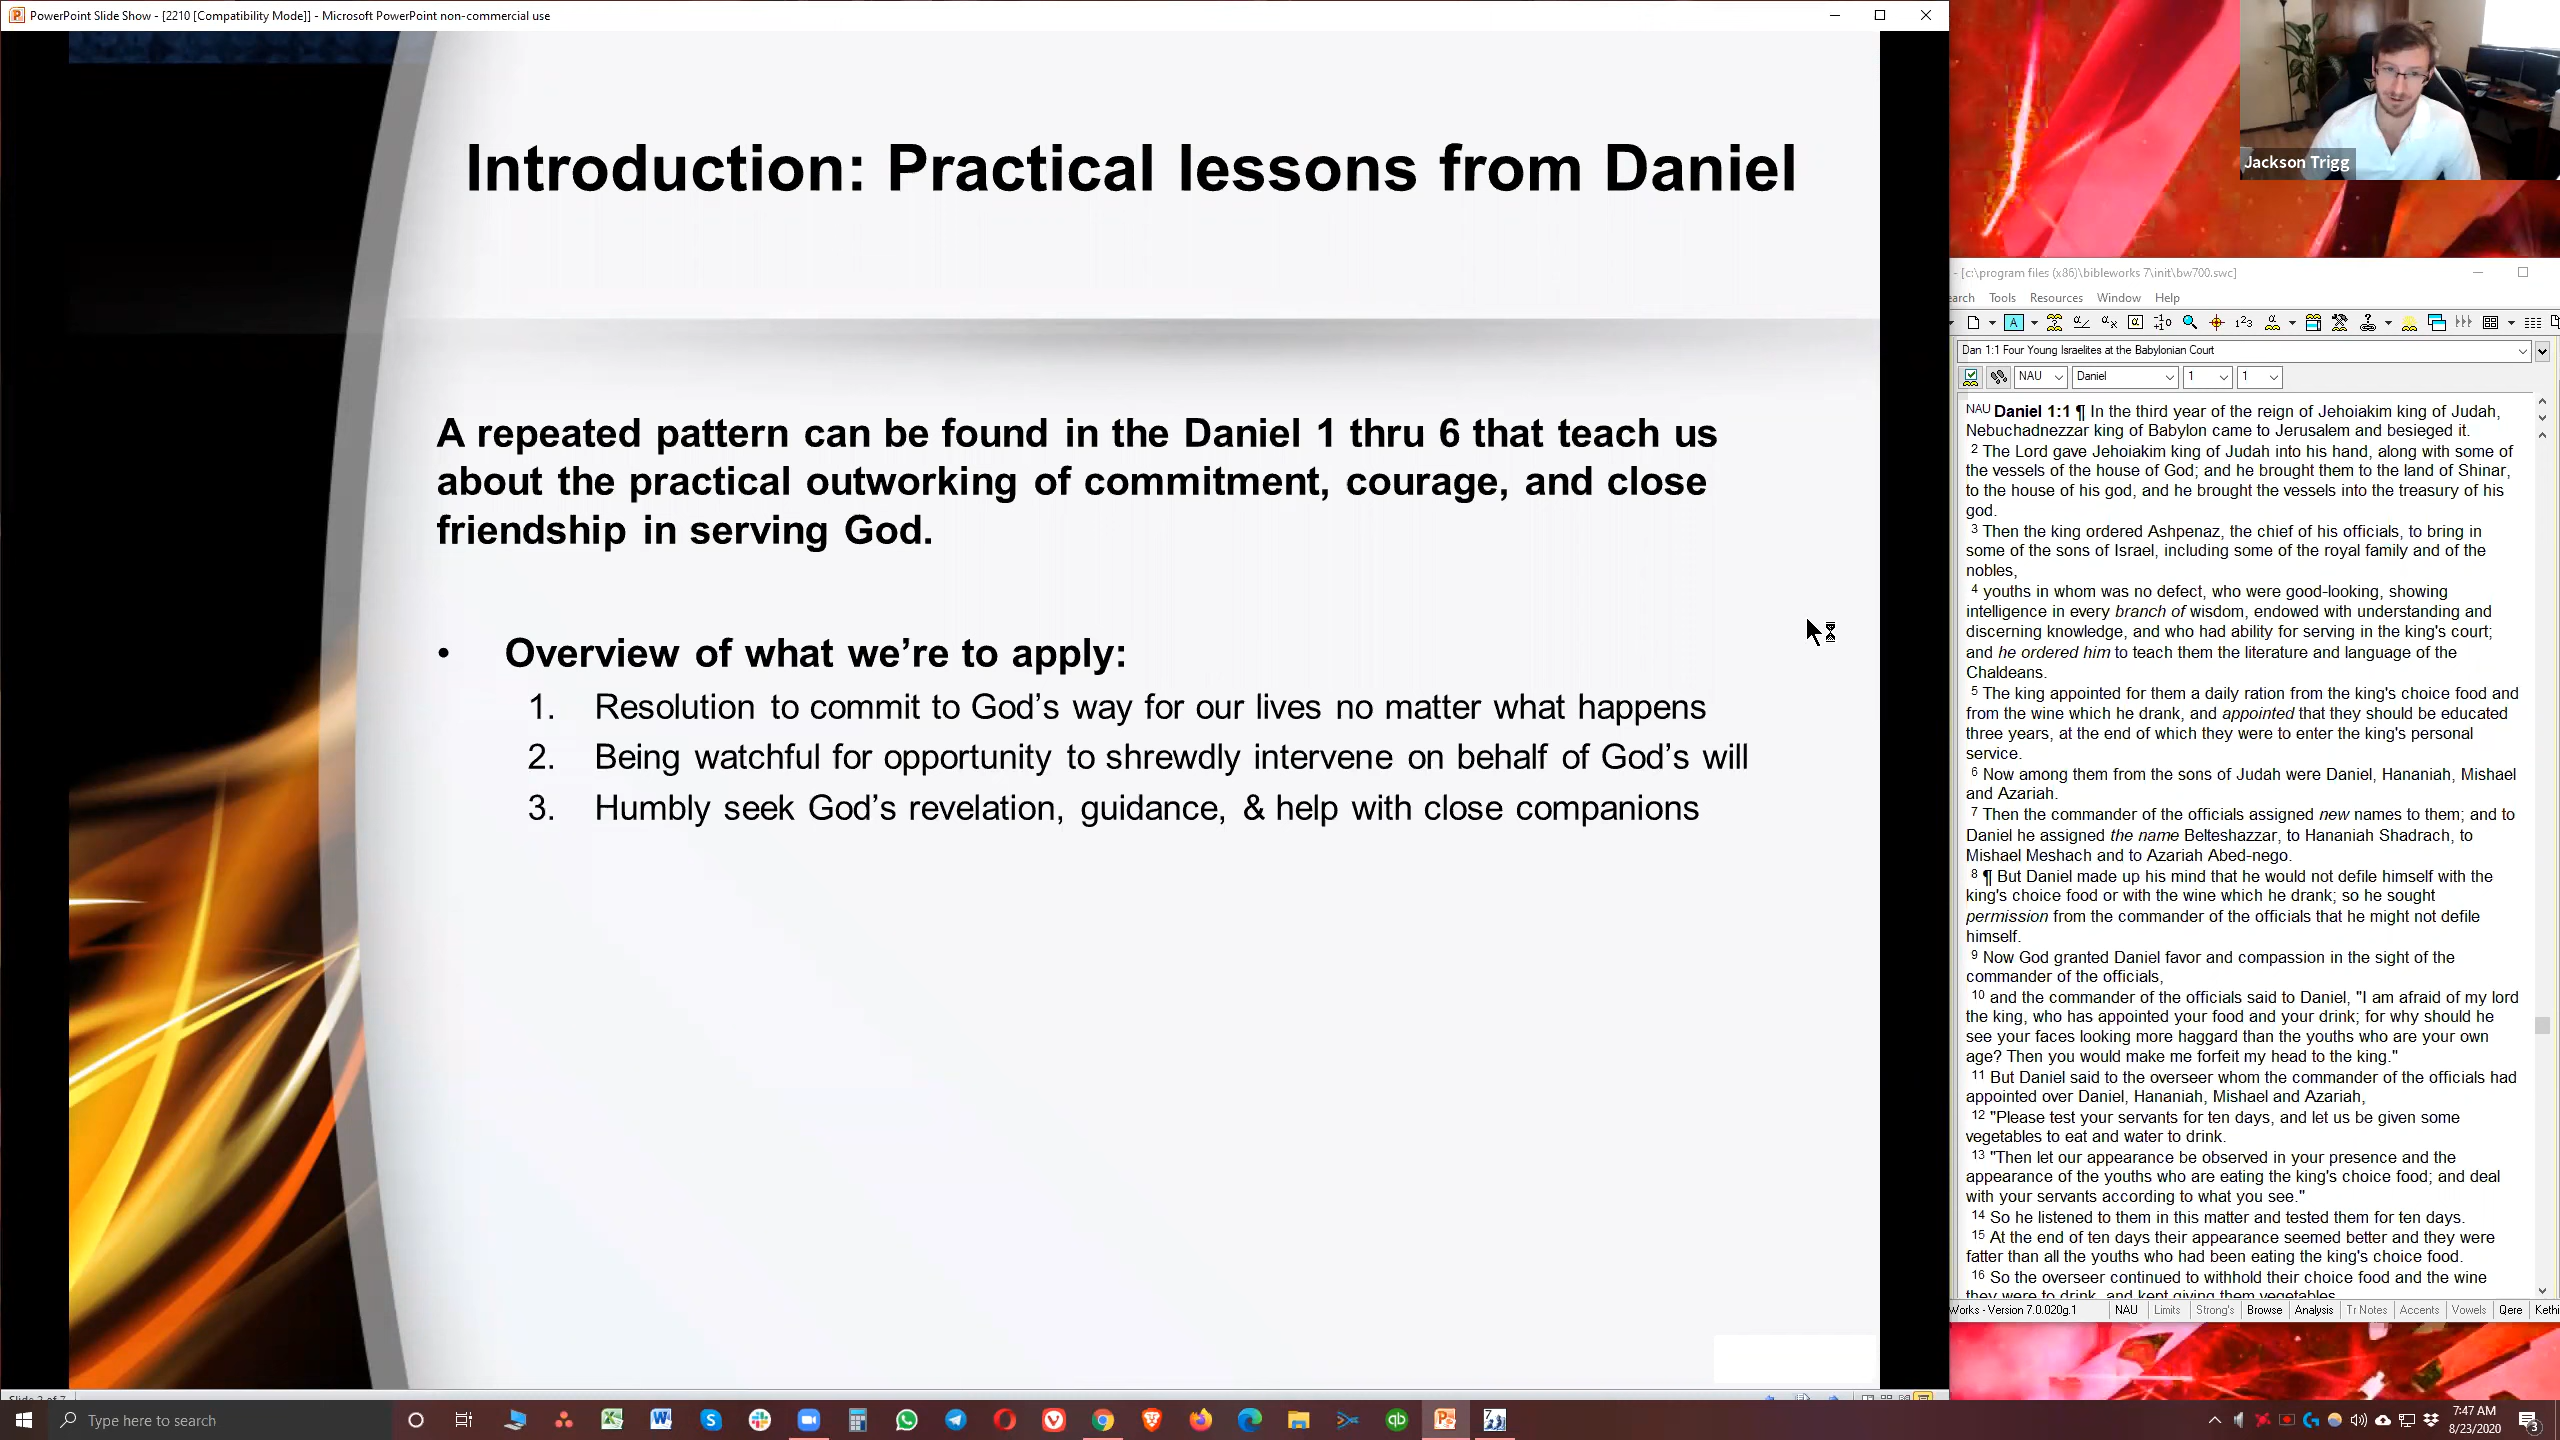 PowerPoint Slide Show - [2210 [Compatibility Mode]] - Microsoft PowerPoint non-commercial use
Introduction: Practical lessons from Daniel
A repeated pattern can be found in the Daniel 1 thru 6 that teach us
about the practical outworking of commitment, courage, and close
friendship in serving God.
• Overview of what we're to apply:
1. Resolution to commit to God's way for our lives no matter what happens
2. Being watchful for opportunity to shrewdly intervene on behalf of God's will
3. Humbly seek God's revelation, guidance, & help with close companions
Jackson Trigg
- [c:\program files (x86)\bibleworks 7\init\bw700.swc]
earch Tools Resources Window Help
Dan 1:1 Four Young Israelites at the Babylonian Court
NAU Daniel 1 1
NAU Daniel 1:1 ¶ In the third year of the reign of Jehoiakim king of Judah,
Nebuchadnezzar king of Babylon came to Jerusalem and besieged it.
2 The Lord gave Jehoiakim king of Judah into his hand, along with some of
the vessels of the house of God; and he brought them to the land of Shinar,
to the house of his god, and he brought the vessels into the treasury of his
god.
3 Then the king ordered Ashpenaz, the chief of his officials, to bring in
some of the sons of Israel, including some of the royal family and of the
nobles,
4 youths in whom was no defect, who were good-looking, showing
intelligence in every branch of wisdom, endowed with understanding and
discerning knowledge, and who had ability for serving in the king's court;
and he ordered him to teach them the literature and language of the
Chaldeans.
5 The king appointed for them a daily ration from the king's choice food and
from the wine which he drank, and appointed that they should be educated
three years, at the end of which they were to enter the king's personal
service.
6 Now among them from the sons of Judah were Daniel, Hananiah, Mishael
and Azariah.
7 Then the commander of the officials assigned new names to them; and to
Daniel he assigned the name Belteshazzar, to Hananiah Shadrach, to
Mishael Meshach and to Azariah Abed-nego.
8 ¶ But Daniel made up his mind that he would not defile himself with the
king's choice food or with the wine which he drank; so he sought
permission from the commander of the officials that he might not defile
himself.
9 Now God granted Daniel favor and compassion in the sight of the
commander of the officials,
10 and the commander of the officials said to Daniel, "I am afraid of my lord
the king, who has appointed your food and your drink; for why should he
see your faces looking more haggard than the youths who are your own
age? Then you would make me forfeit my head to the king."
11 But Daniel said to the overseer whom the commander of the officials had
appointed over Daniel, Hananiah, Mishael and Azariah,
12 "Please test your servants for ten days, and let us be given some
vegetables to eat and water to drink.
13 "Then let our appearance be observed in your presence and the
appearance of the youths who are eating the king's choice food; and deal
with your servants according to what you see."
14 So he listened to them in this matter and tested them for ten days.
15 At the end of ten days their appearance seemed better and they were
fatter than all the youths who had been eating the king's choice food.
16 So the overseer continued to withhold their choice food and the wine
they were to drink, and kept giving them vegetables.
Works - Version 7.0.020g.1 NAU Limits Strong's Browse Analysis Tr Notes Accents Vowels Qere Keth
Type here to search
7:47 AM
8/23/2020
3